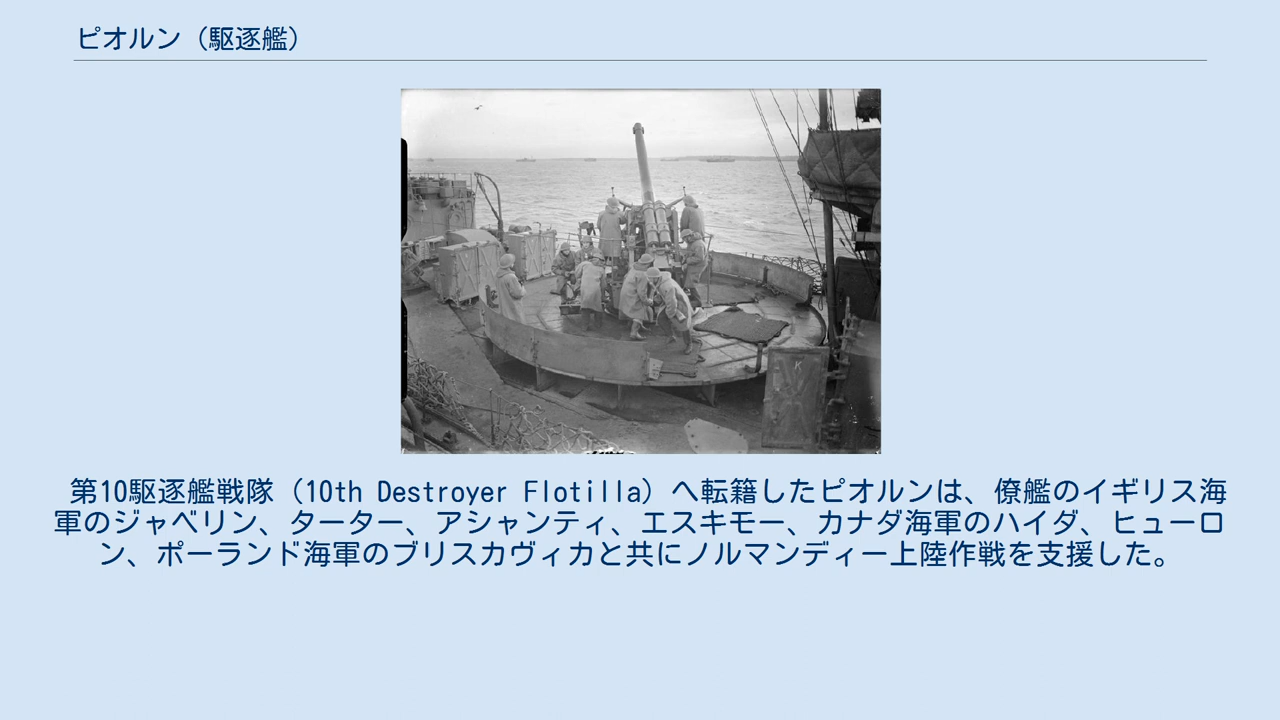 ピオルン（駆逐艦）
K
第10駆逐艦戦隊（10th Destroyer Flotilla）へ転籍したピオルンは、僚艦のイギリス海
軍のジャベリン、ターター、アシャンティ、エスキモー、カナダ海軍のハイダ、ヒューロ
ン、ポーランド海軍のブリスカヴィカと共にノルマンディー上陸作戦を支援した。